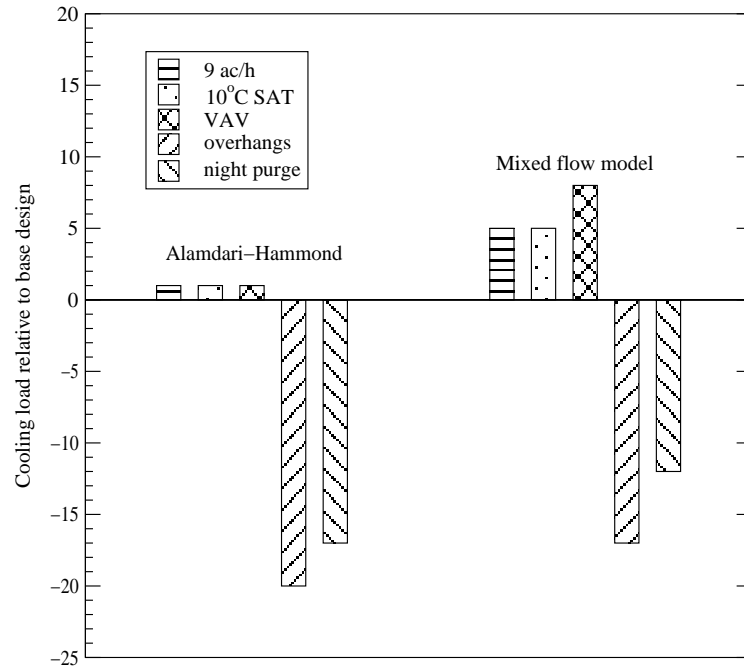 20
15
10
5
0
−5
−10
−15
−20
−25
Cooling load relative to base design
9 ac/h
10°C SAT
VAV
overhangs
night purge
Mixed flow model
Alamdari−Hammond